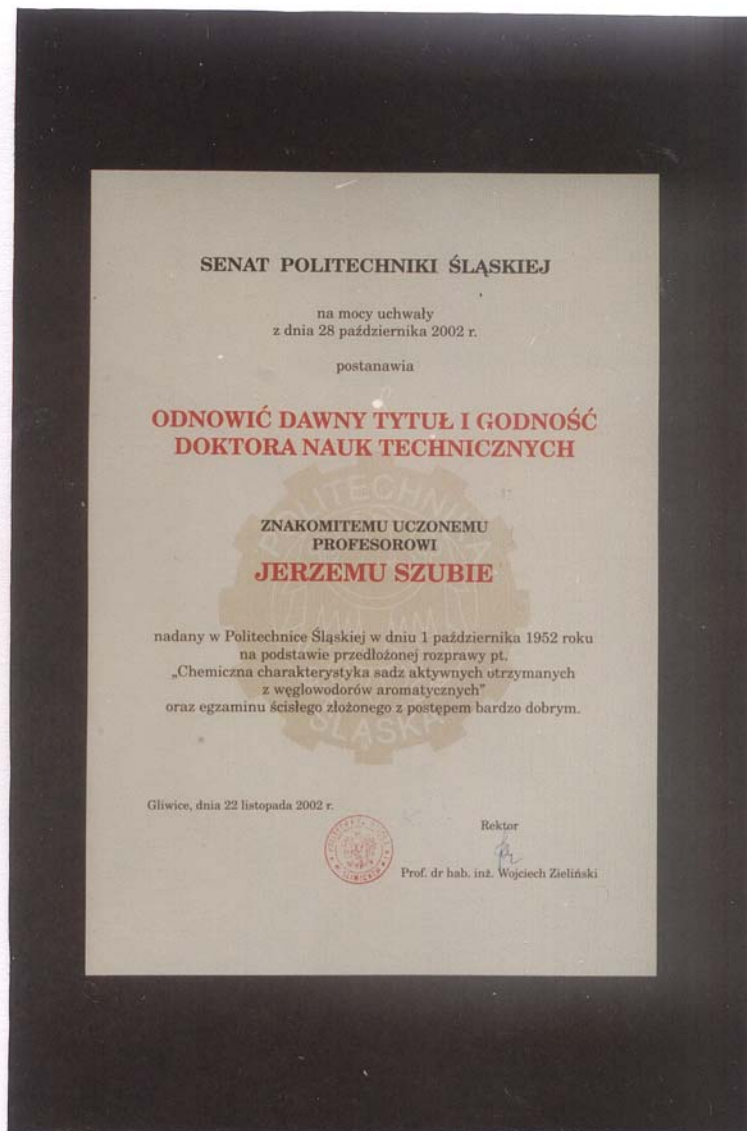 SENAT POLITECHNIKI ŚLĄSKIEJ
na mocy uchwały
z dnia 28 października 2002 r.
postanawia
ODNOWIĆ DAWNY TYTUŁ I GODNOŚĆ
DOKTORA NAUK TECHNICZNYCH
POLITECHNIKA
ZNAKOMITEMU UCZONEMU
PROFESOROWI
JERZEMU SZUBIE
nadany w Politechnice Śląskiej w dniu 1 października 1952 roku
na podstawie przedłożonej rozprawy pt.
„Chemiczna charakterystyka sadz aktywnych otrzymanych
z węglowodorów aromatycznych”
oraz egzaminu ścisłego złożonego z postępem bardzo dobrym.
ŚLĄSKA
Gliwice, dnia 22 listopada 2002 r.
Rektor
Prof. dr hab. inż. Wojciech Zieliński